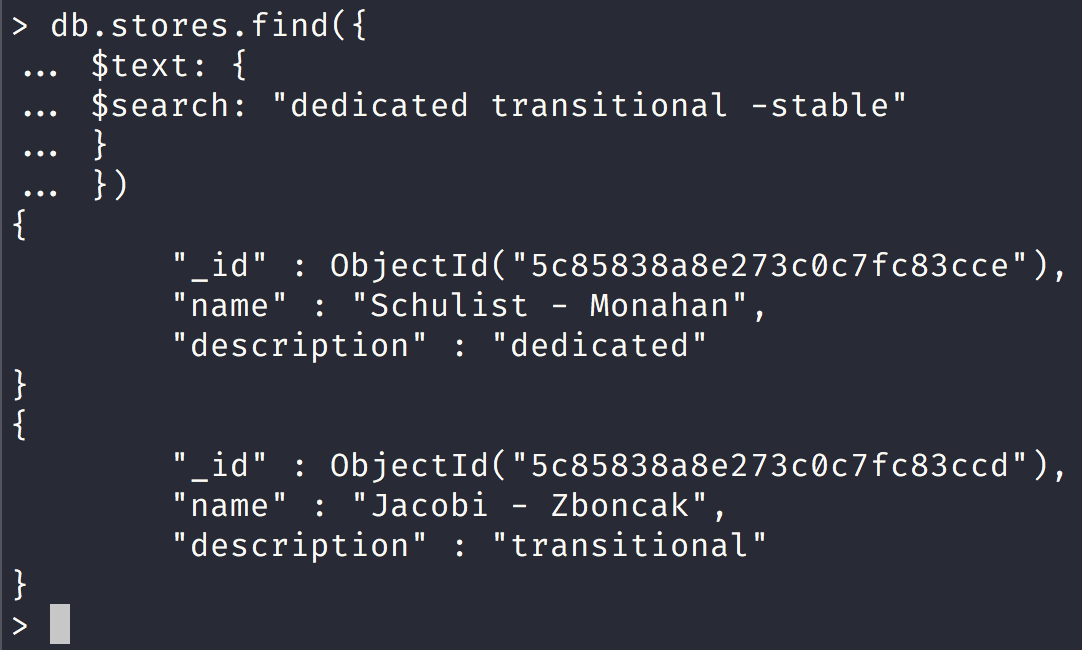 > db.stores.find({
... $text: {
... $search: "dedicated transitional -stable"
... }
... })
{
        "_id" : ObjectId("5c85838a8e273c0c7fc83cce"),
        "name" : "Schulist - Monahan",
        "description" : "dedicated"
}
{
        "_id" : ObjectId("5c85838a8e273c0c7fc83ccd"),
        "name" : "Jacobi - Zboncak",
        "description" : "transitional"
}
>